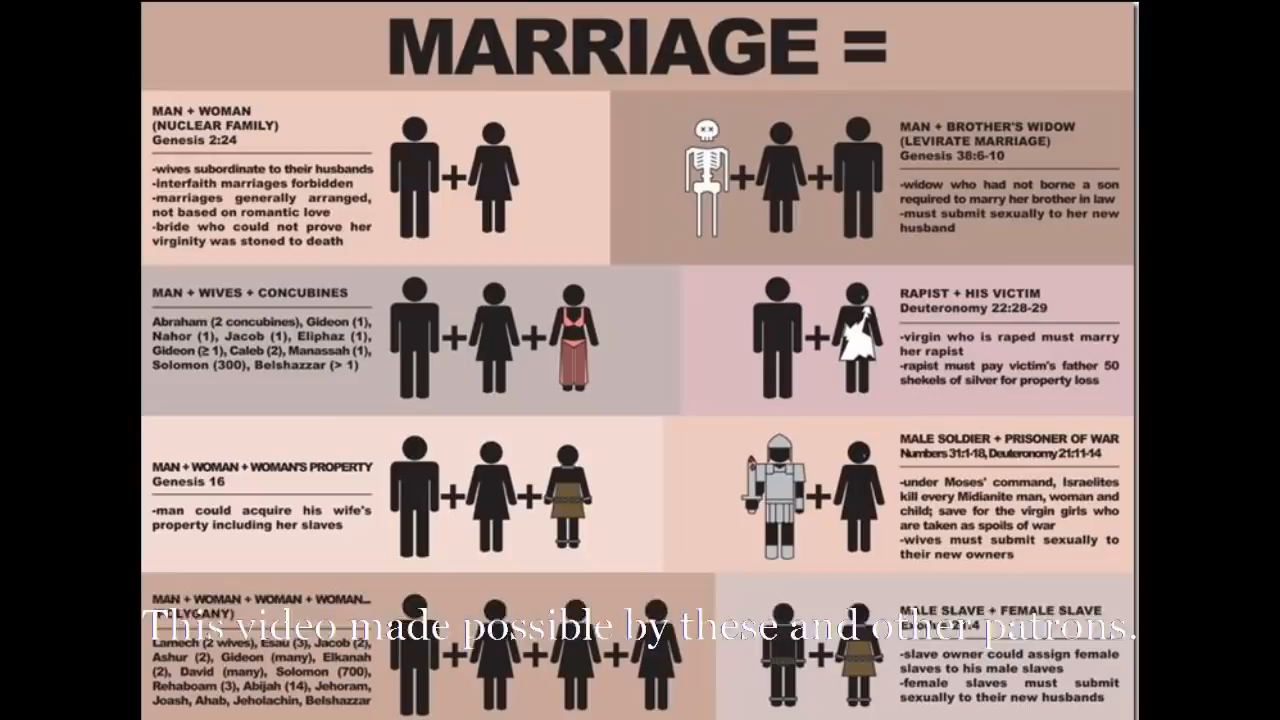 MARRIAGE =
MAN + WOMAN
(NUCLEAR FAMILY)
Genesis 2:24
-wives subordinate to their husbands
-interfaith marriages forbidden
-marriages generally arranged,
not based on romantic love
-bride who could not prove her
virginity was stoned to death
MAN + BROTHER'S WIDOW
(LEVIRATE MARRIAGE)
Genesis 38:6-10
-widow who had not borne a son
required to marry her brother in law
-must submit sexually to her new
husband
MAN + WIVES + CONCUBINES
Abraham (2 concubines), Gideon (1),
Nahor (1), Jacob (1), Eliphaz (1),
Gideon (≥ 1), Caleb (2), Manassah (1),
Solomon (300), Belshazzar (> 1)
RAPIST + HIS VICTIM
Deuteronomy 22:28-29
-virgin who is raped must marry
her rapist
-rapist must pay victim's father 50
shekels of silver for property loss
MAN + WOMAN + WOMAN'S PROPERTY
Genesis 16
-man could acquire his wife's
property including her slaves
MALE SOLDIER + PRISONER OF WAR
Numbers 31:1-18, Deuteronomy 21:11-14
-under Moses' command, Israelites
kill every Midianite man, woman and
child; save for the virgin girls who
are taken as spoils of war
-wives must submit sexually to
their new owners
MAN + WOMAN + WOMAN + WOMAN...
(POLYGANY)
Lamech (2 wives), Esau (3), Jacob (2),
Ashur (2), Gideon (many), Elkanah
(2), David (many), Solomon (700),
Rehaboam (3), Abijah (14), Jehoram,
Joash, Ahab, Jeholachin, Belshazzar
MALE SLAVE + FEMALE SLAVE
-slave owner could assign female
slaves to his male slaves
-female slaves must submit
sexually to their new husbands
This video made possible by these and other patrons.